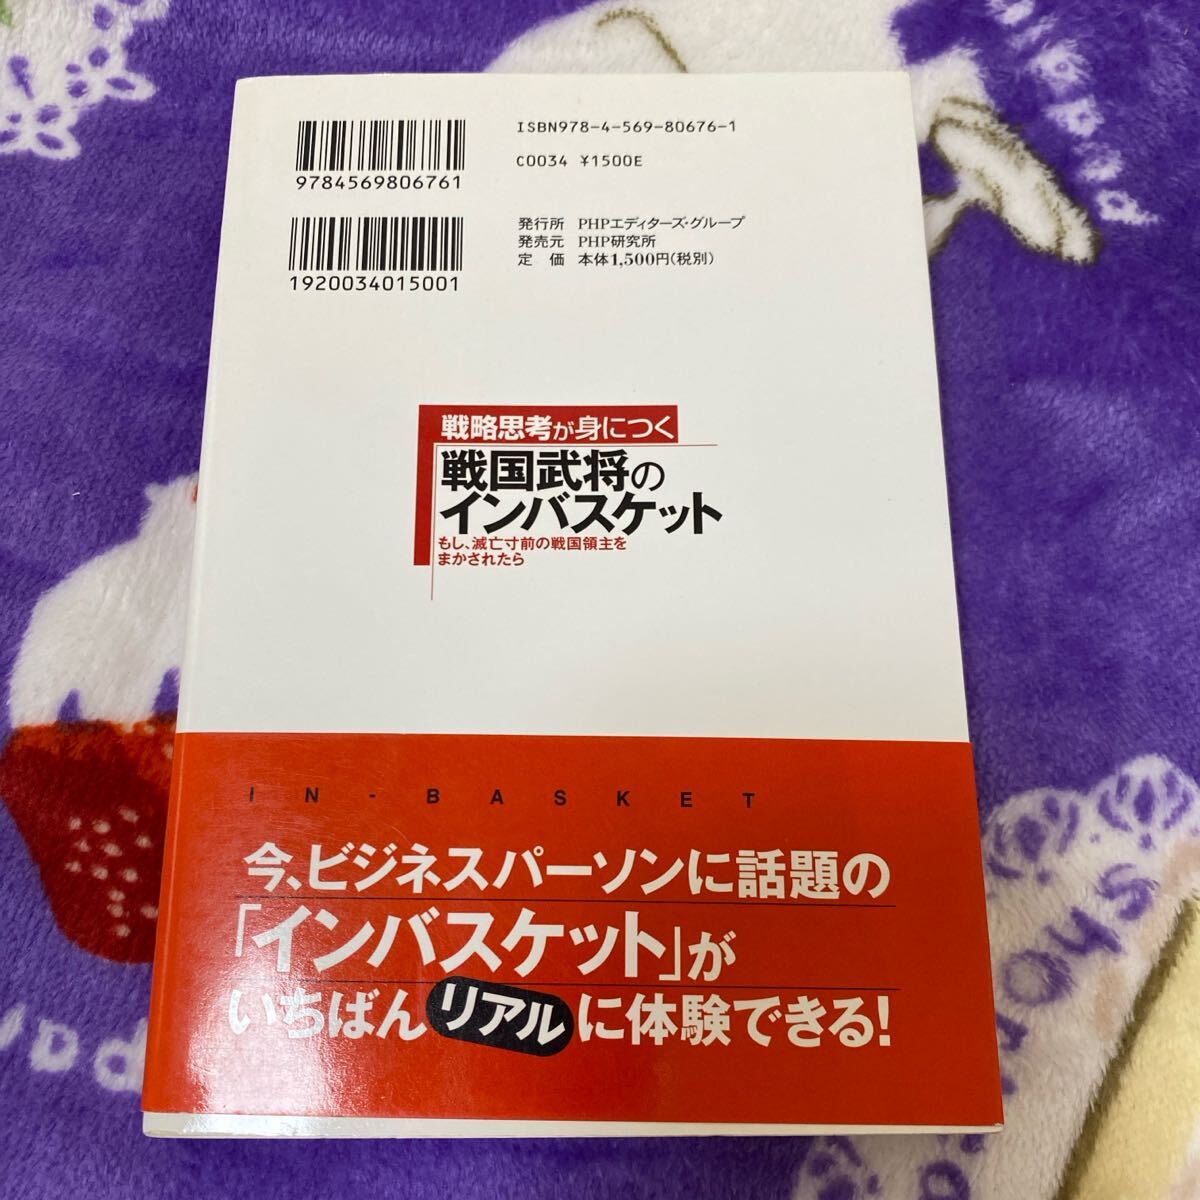 ISBN978-4-569-80676-1
C0034 ¥1500E
9784569806761
1920034015001
発行所 PHPエディターズ・グループ
発売元 PHP研究所
定 価 本体1,500円(税別)
戦略思考が身につく
戦国武将の
インバスケット
もし、滅亡寸前の戦国領主を
まかされたら
IN-BASKET
今、ビジネスパーソンに話題の
「インバスケット」が
いちばんリアルに体験できる!